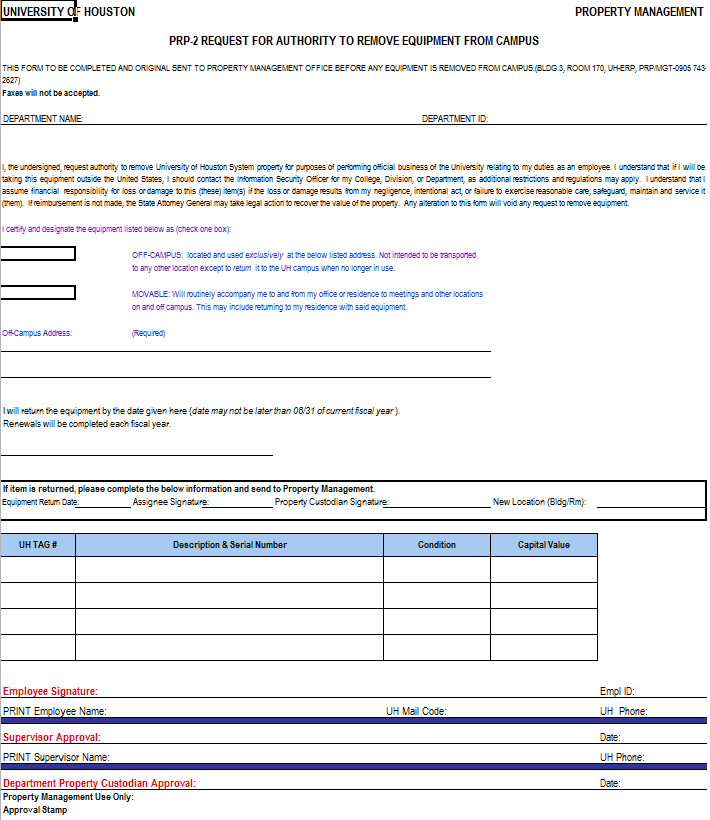 UNIVERSITY OF HOUSTON PROPERTY MANAGEMENT
PRP-2 REQUEST FOR AUTHORITY TO REMOVE EQUIPMENT FROM CAMPUS
THIS FORM TO BE COMPLETED AND ORIGINAL SENT TO PROPERTY MANAGEMENT OFFICE BEFORE ANY EQUIPMENT IS REMOVED FROM CAMPUS.(BLDG.3, ROOM 170, UH-ERP, PRP/MGT-0905 743-
2627)
Faxes will not be accepted.
DEPARTMENT NAME: DEPARTMENT ID:
I, the undersigned, request authority to remove University of Houston System property for purposes of performing official business of the University relating to my duties as an employee. I understand that if I will be
taking this equipment outside the United States, I should contact the Information Security Officer for my College, Division, or Department, as additional restrictions and regulations may apply. I understand that I
assume financial responsibility for loss or damage to this (these) item(s) if the loss or damage results from my negligence, intentional act, or failure to exercise reasonable care, safeguard, maintain and service it
(them). If reimbursement is not made, the State Attorney General may take legal action to recover the value of the property. Any alteration to this form will void any request to remove equipment.
I certify and designate the equipment listed below as (check one box):
OFF-CAMPUS: located and used exclusively at the below listed address. Not intended to be transported
to any other location except to return it to the UH campus when no longer in use.
MOVABLE: Will routinely accompany me to and from my office or residence to meetings and other locations
on and off campus. This may include returning to my residence with said equipment.
Off-Campus Address: (Required)
I will return the equipment by the date given here (date may not be later than 08/31 of current fiscal year ).
Renewals will be completed each fiscal year.
If item is returned, please complete the below information and send to Property Management.
Equipment Return Date: Assignee Signature: Property Custodian Signature: New Location (Bldg/Rm):
UH TAG # Description & Serial Number Condition Capital Value
Employee Signature: Empl ID:
PRINT Employee Name: UH Mail Code: UH Phone:
Supervisor Approval: Date:
PRINT Supervisor Name: UH Phone:
Department Property Custodian Approval: Date:
Property Management Use Only:
Approval Stamp